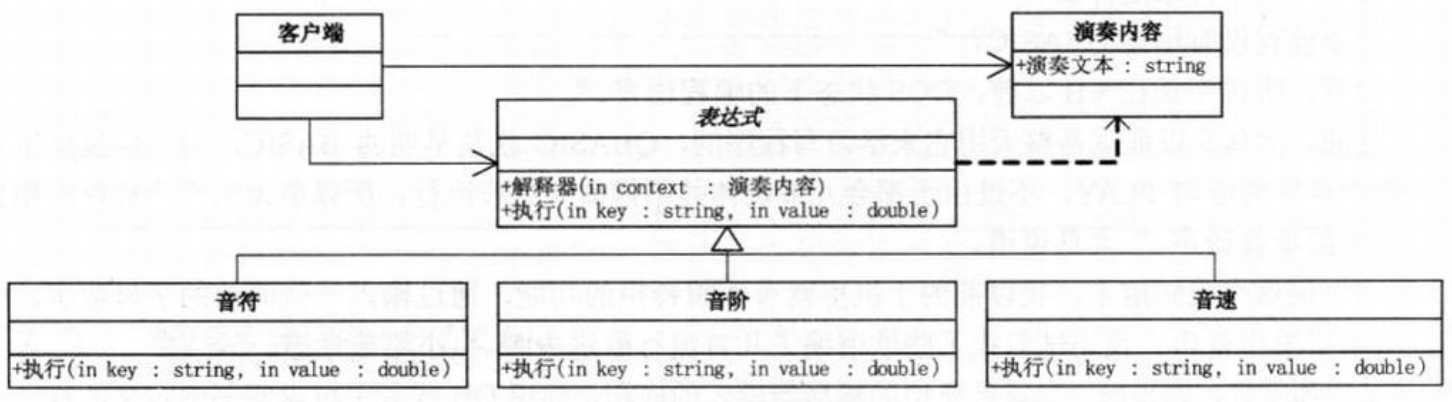 客户端
演奏内容
+演奏文本 : string
表达式
+解释器(in context : 演奏内容)
+执行(in key : string, in value : double)
音符
+执行(in key : string, in value : double)
音阶
+执行(in key : string, in value : double)
音速
+执行(in key : string, in value : double)